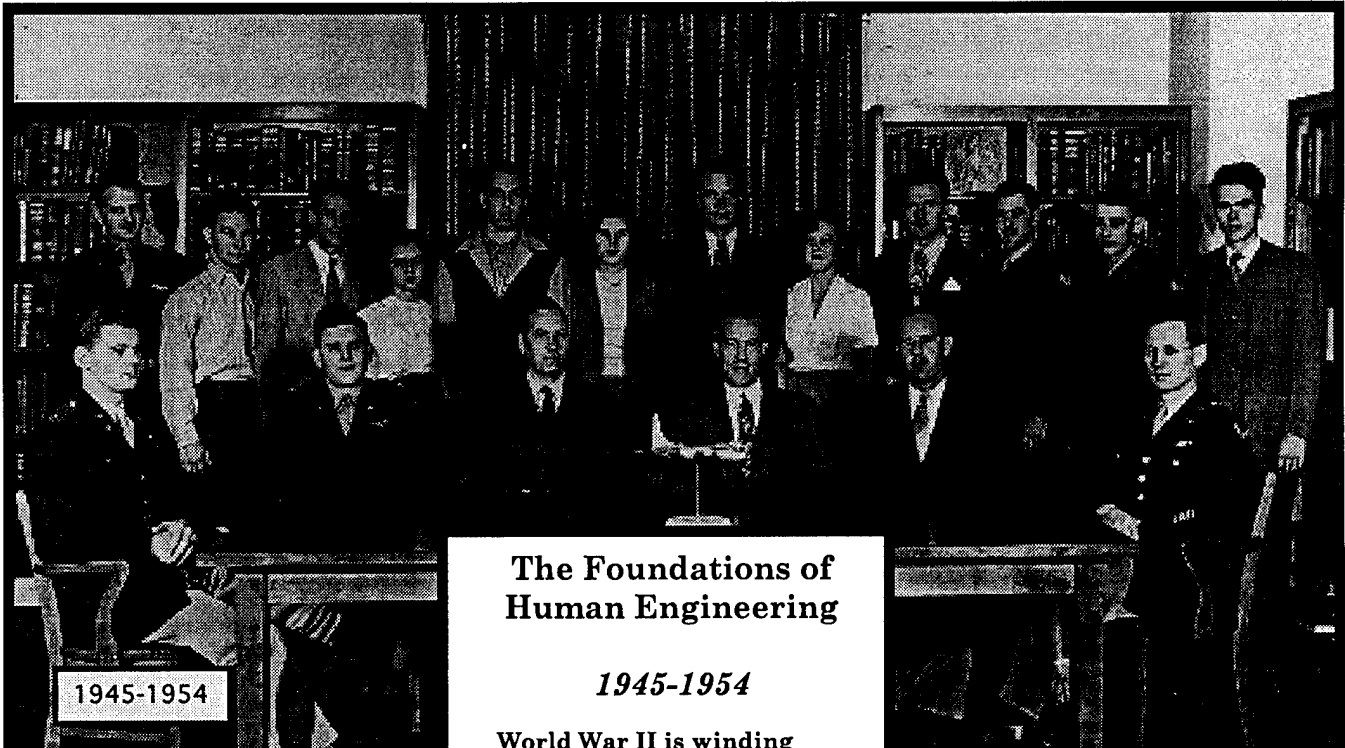 The Foundations of
Human Engineering
1945-1954
1945-1954
World War II is winding